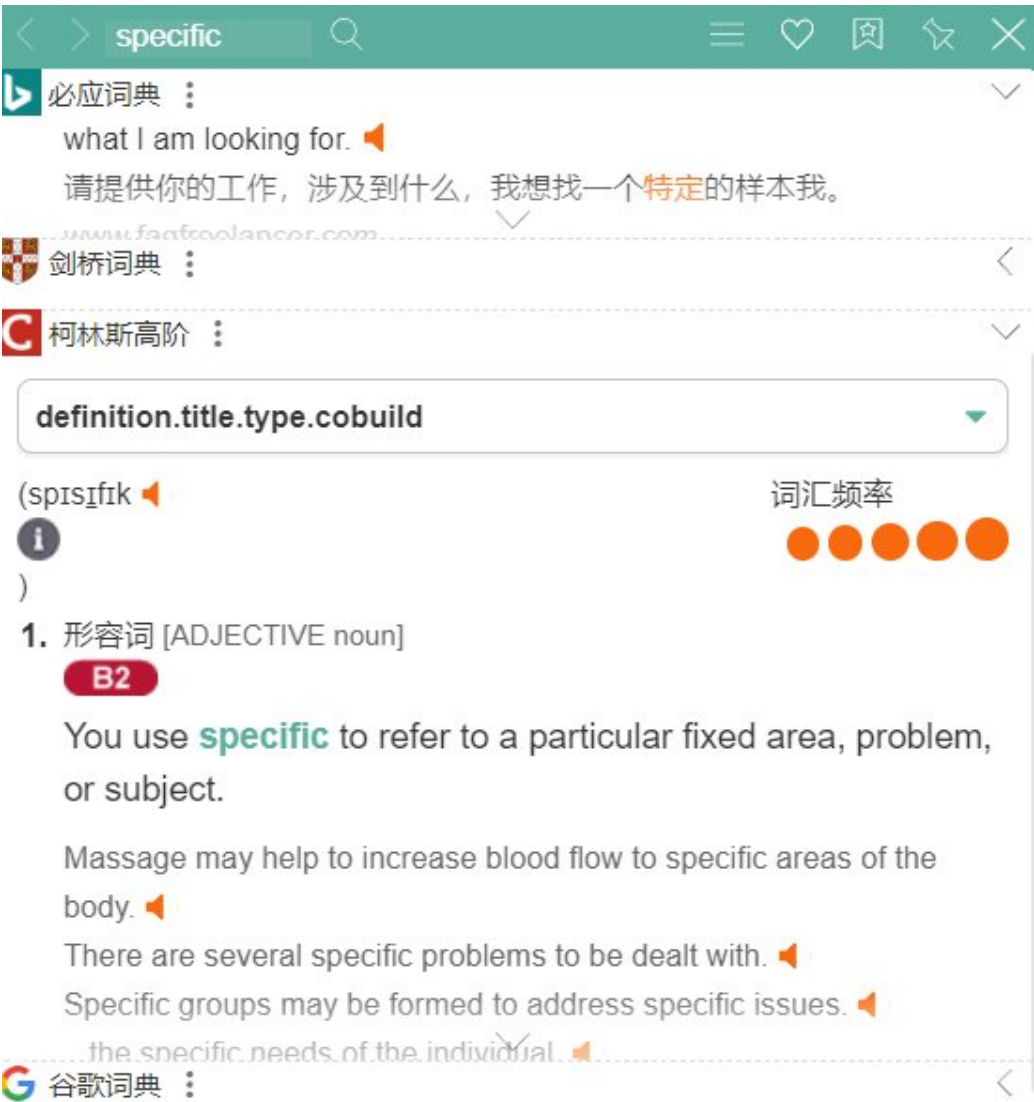 specific
必应词典
what I am looking for.
请提供你的工作，涉及到什么，我想找一个特定的样本我。
剑桥词典
柯林斯高阶
definition.title.type.cobuild
(spɪsɪfɪk
词汇频率
)
1. 形容词 [ADJECTIVE noun]
B2
You use specific to refer to a particular fixed area, problem,
or subject.
Massage may help to increase blood flow to specific areas of the
body.
There are several specific problems to be dealt with.
Specific groups may be formed to address specific issues.
the specific needs of the individual
谷歌词典